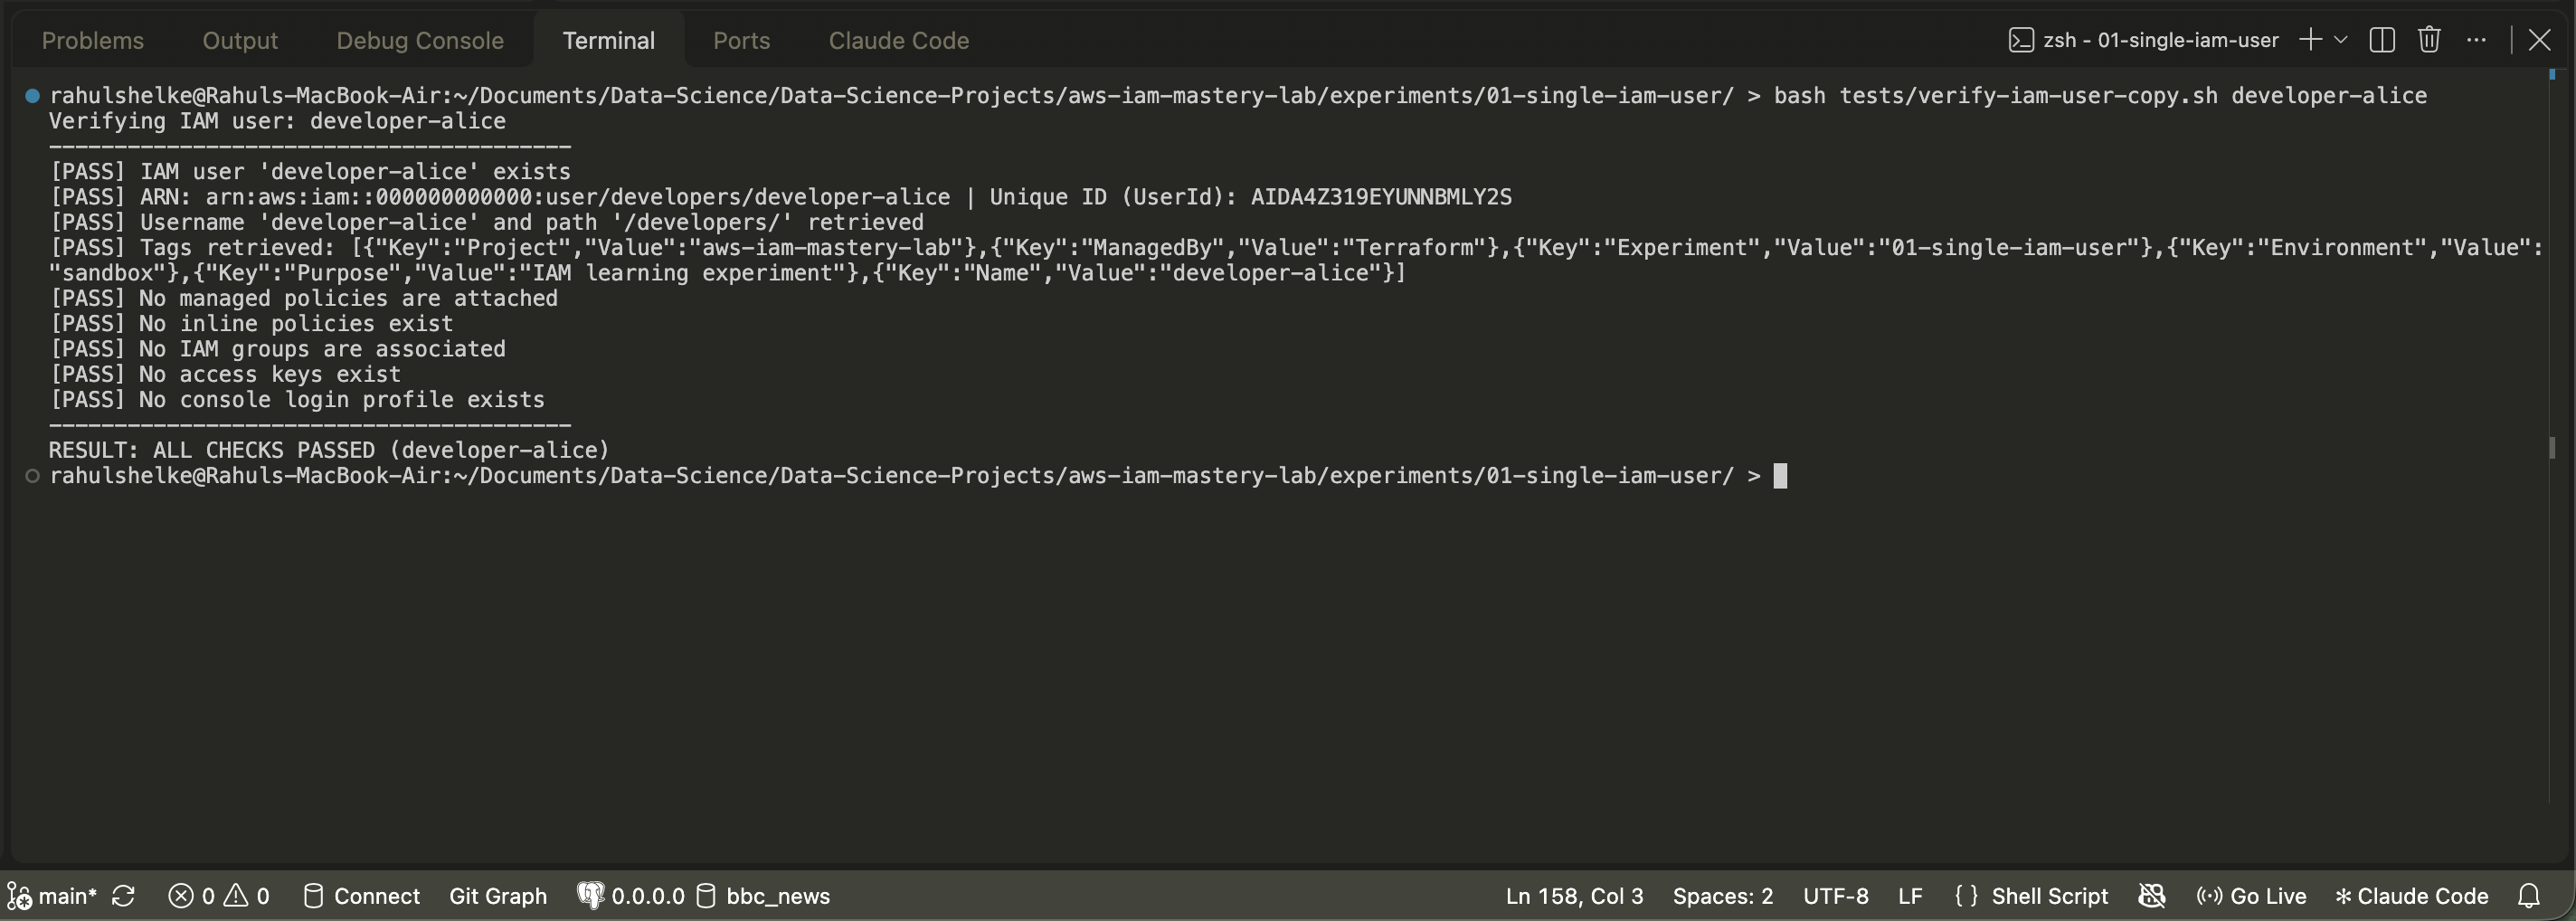 Problems Output Debug Console Terminal Ports Claude Code zsh - 01-single-iam-user
rahulshelke@Rahuls-MacBook-Air:~/Documents/Data-Science/Data-Science-Projects/aws-iam-mastery-lab/experiments/01-single-iam-user/ > bash tests/verify-iam-user-copy.sh developer-alice
Verifying IAM user: developer-alice
----------------------------------------
[PASS] IAM user 'developer-alice' exists
[PASS] ARN: arn:aws:iam::000000000000:user/developers/developer-alice | Unique ID (UserId): AIDA4Z319EYUNNBMLY2S
[PASS] Username 'developer-alice' and path '/developers/' retrieved
[PASS] Tags retrieved: [{"Key":"Project","Value":"aws-iam-mastery-lab"},{"Key":"ManagedBy","Value":"Terraform"},{"Key":"Experiment","Value":"01-single-iam-user"},{"Key":"Environment","Value":
"sandbox"},{"Key":"Purpose","Value":"IAM learning experiment"},{"Key":"Name","Value":"developer-alice"}]
[PASS] No managed policies are attached
[PASS] No inline policies exist
[PASS] No IAM groups are associated
[PASS] No access keys exist
[PASS] No console login profile exists
----------------------------------------
RESULT: ALL CHECKS PASSED (developer-alice)
rahulshelke@Rahuls-MacBook-Air:~/Documents/Data-Science/Data-Science-Projects/aws-iam-mastery-lab/experiments/01-single-iam-user/ >
main* 0 0 Connect Git Graph 0.0.0.0 bbc_news Ln 158, Col 3 Spaces: 2 UTF-8 LF {} Shell Script Go Live Claude Code